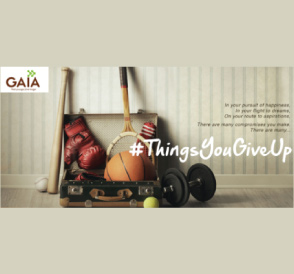 GAIA
In your pursuit of happiness,
In your flight to dreams,
On your route to aspirations,
There are many compromises you make.
There are many ...
#ThingsYouGiveUp